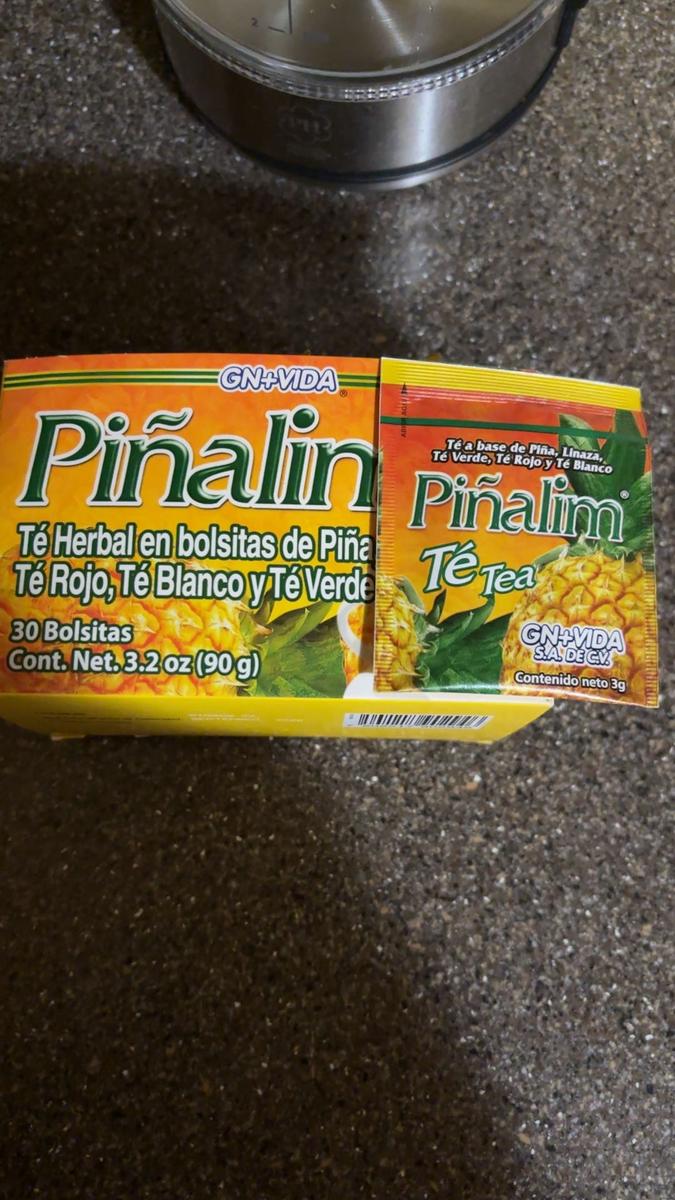 2
GN+VIDA®
Piñalim
Té Herbal en bolsitas de Piña
Té Rojo, Té Blanco y Té Verde
30 Bolsitas
Cont. Net. 3.2 oz (90 g)
Té a base de Piña, Linaza,
Té Verde, Té Rojo y Té Blanco
Piñalim®
Té Tea
GN+VIDA
S.A. DE C.V.
Contenido neto 3g